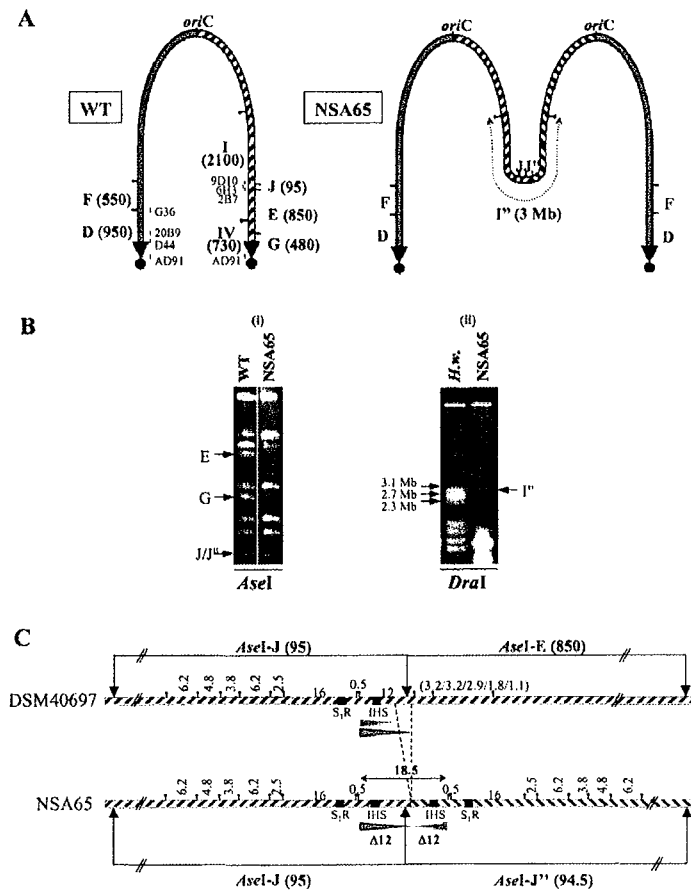 A
oriC
oriC
oriC
WT
NSA65
I
(2100)
9D10
6H3
2B7
J (95)
F (550)
E (850)
G36
D (950)
IV
(730)
G (480)
20B9
D44
AD91
AD91
JJ"
I" (3 Mb)
F
D
F
D
B
(i)
WT
NSA65
E
G
J/J"
AseI
(ii)
H.w.
NSA65
3.1 Mb
2.7 Mb
2.3 Mb
I"
DraI
C
AseI-J (95)
AseI-E (850)
DSM40697
6.2 4.8 3.8 6.2 2.5 16 0.5 12 (3.2/3.2/2.9/1.8/1.1)
S₁R IHS
18.5
NSA65
6.2 4.8 3.8 6.2 2.5 16 0.5 0.5 16 2.5 6.2 3.8 4.8 6.2
S₁R IHS IHS S₁R
Δ12 Δ12
AseI-J (95)
AseI-J'' (94.5)